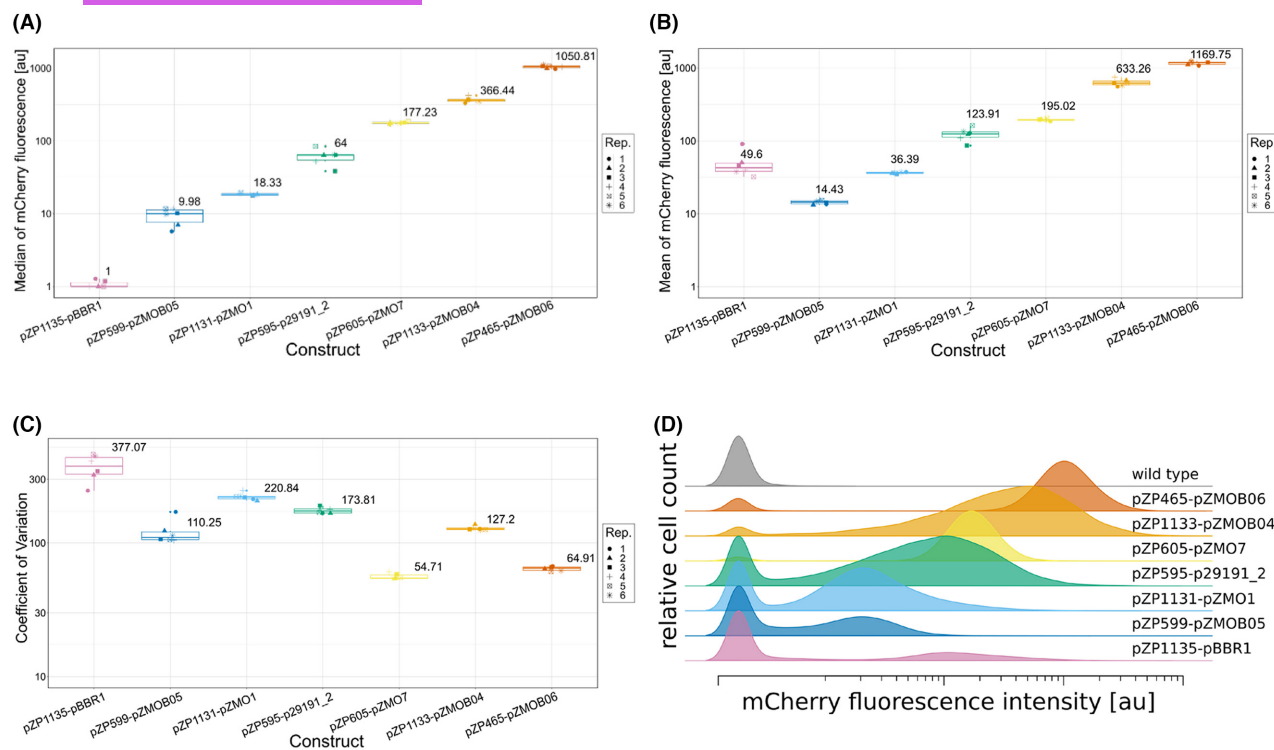 (A)
Median of mCherry fluorescence [au]
1000
100
10
1
1
9.98
18.33
64
177.23
366.44
1050.81
pZP1135-pBBR1
pZP599-pZMOB05
pZP1131-pZMO1
pZP595-p29191_2
pZP605-pZMO7
pZP1133-pZMOB04
pZP465-pZMOB06
Construct
Rep.
1
2
3
4
5
6
(B)
Mean of mCherry fluorescence [au]
1000
100
10
1
49.6
14.43
36.39
123.91
195.02
633.26
1169.75
pZP1135-pBBR1
pZP599-pZMOB05
pZP1131-pZMO1
pZP595-p29191_2
pZP605-pZMO7
pZP1133-pZMOB04
pZP465-pZMOB06
Construct
Rep
1
2
3
4
5
6
(C)
Coefficient of Variation
300
100
30
10
377.07
110.25
220.84
173.81
54.71
127.2
64.91
pZP1135-pBBR1
pZP599-pZMOB05
pZP1131-pZMO1
pZP595-p29191_2
pZP605-pZMO7
pZP1133-pZMOB04
pZP465-pZMOB06
Construct
Rep.
1
2
3
4
5
6
(D)
relative cell count
wild type
pZP465-pZMOB06
pZP1133-pZMOB04
pZP605-pZMO7
pZP595-p29191_2
pZP1131-pZMO1
pZP599-pZMOB05
pZP1135-pBBR1
mCherry fluorescence intensity [au]